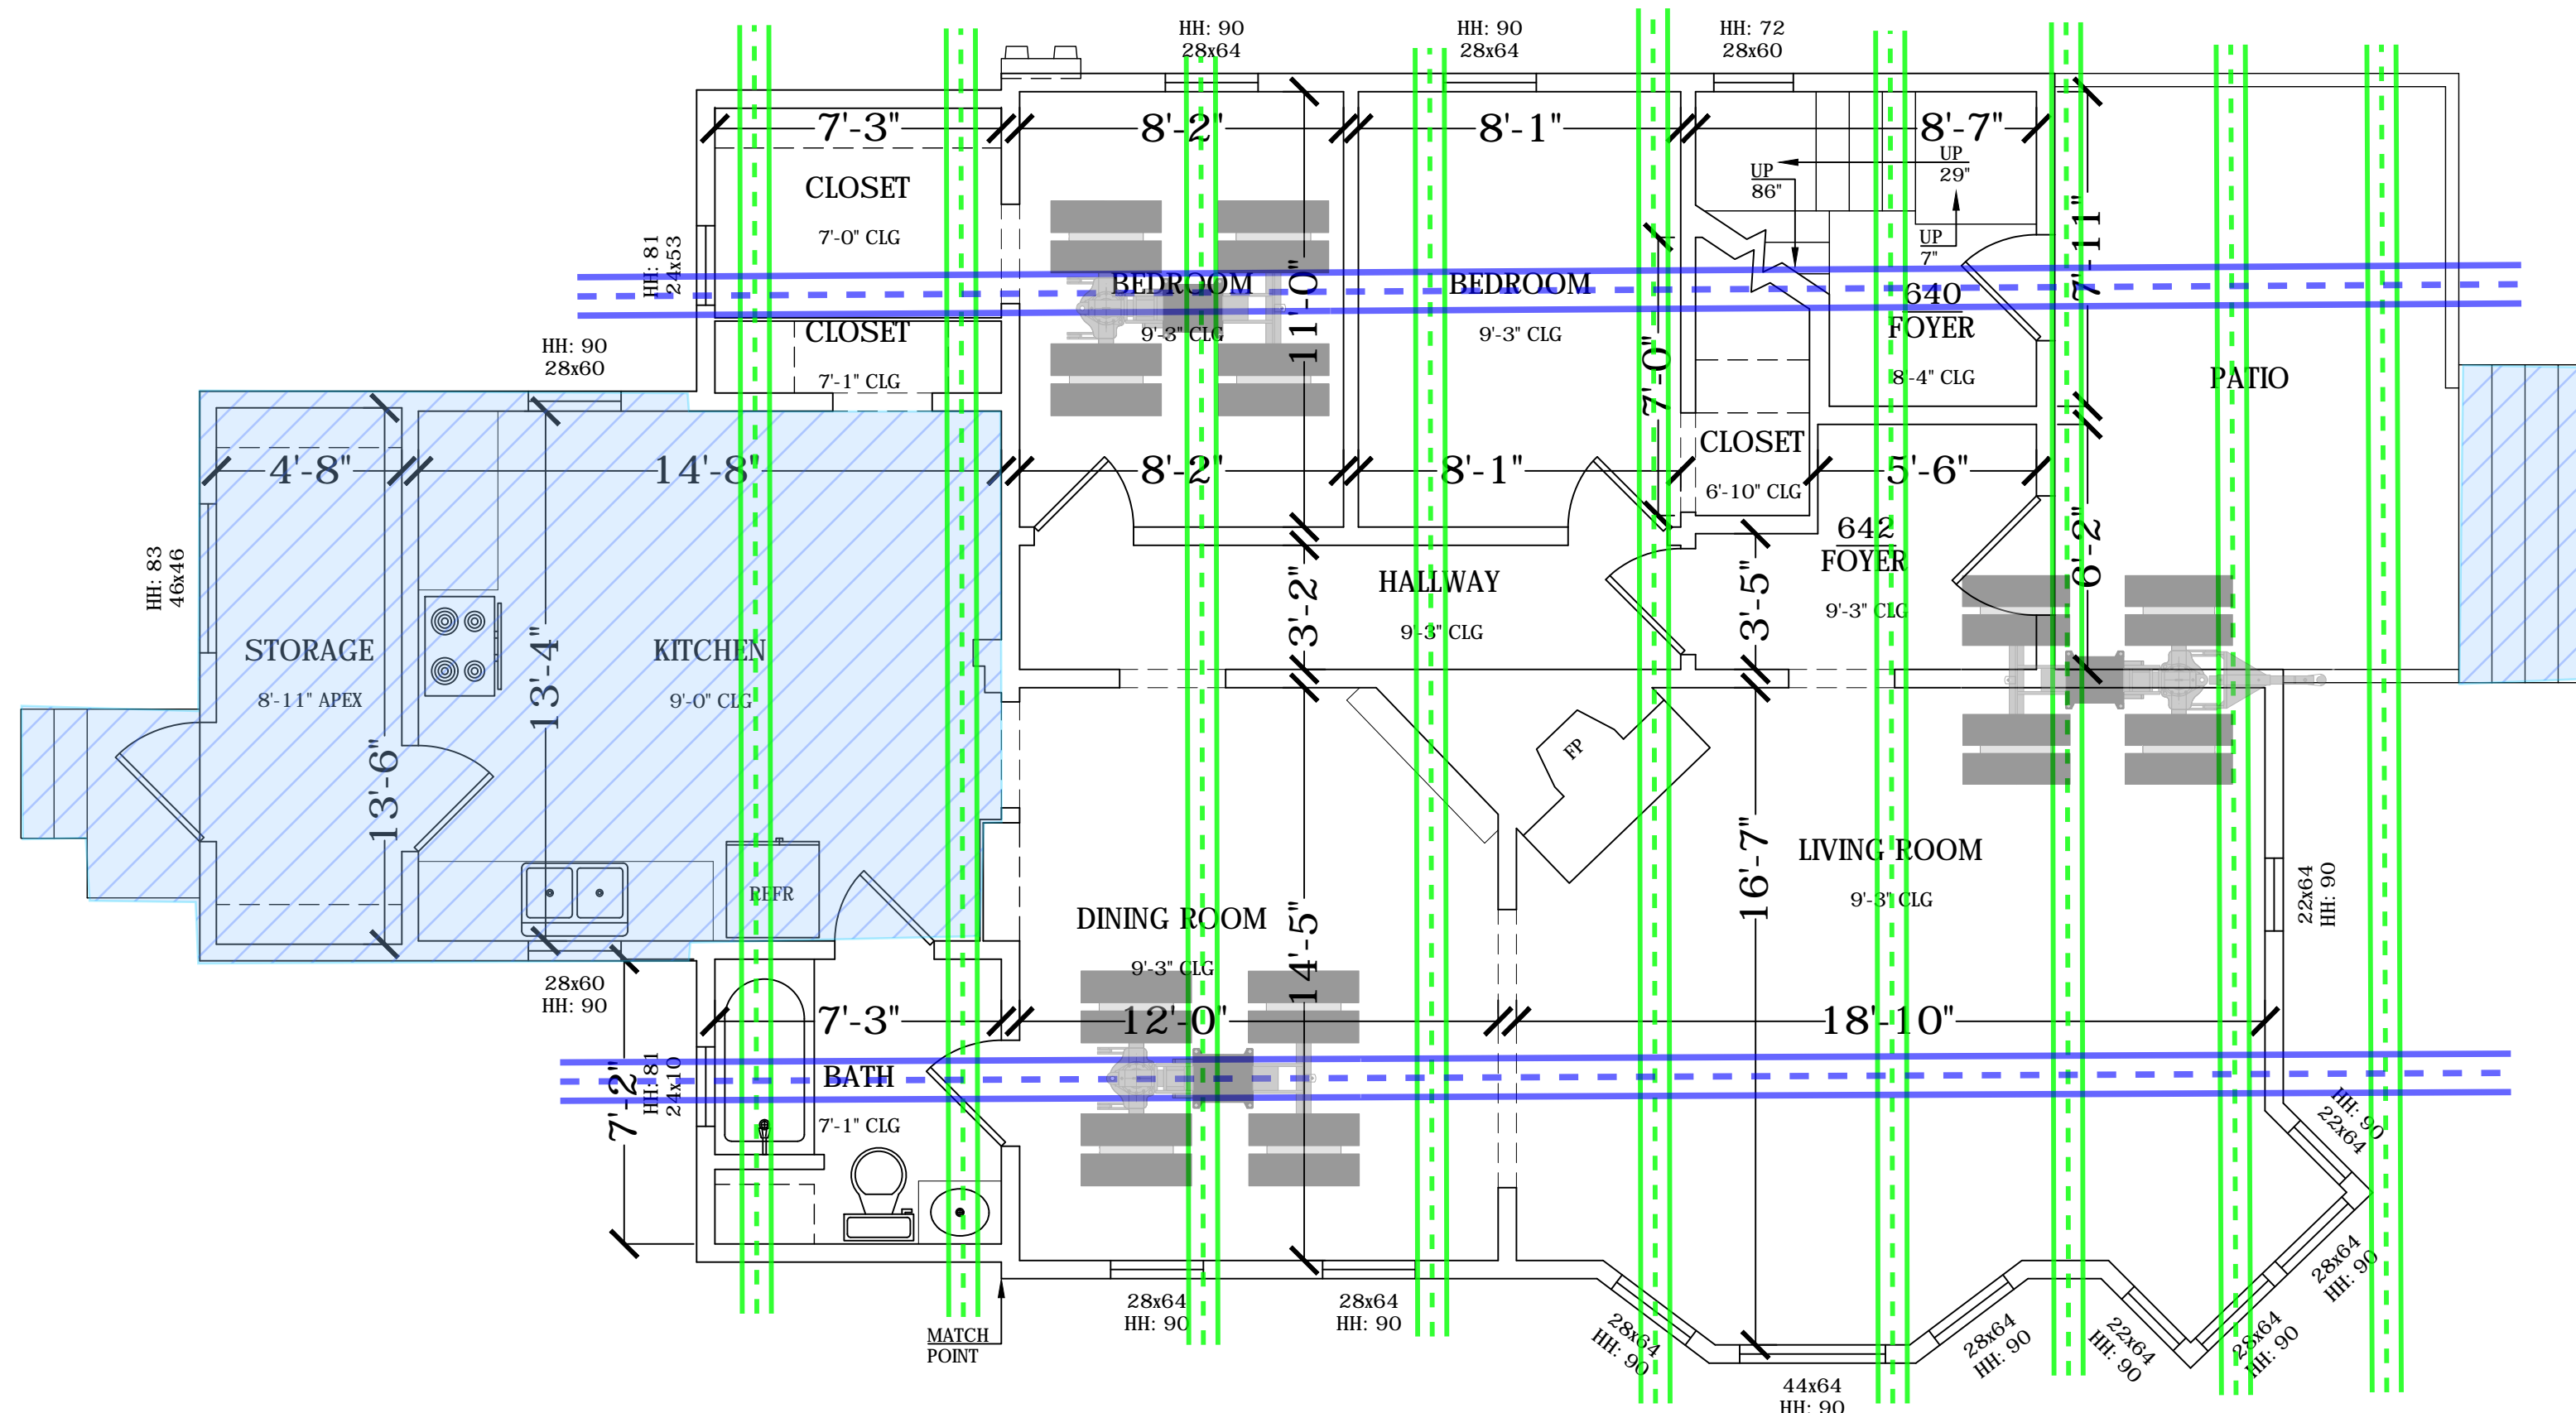 HH: 90
28x64
HH: 90
28x64
HH: 72
28x60
7'-3"
8'-2"
8'-1"
8'-7"
CLOSET
7'-0" CLG
UP
86"
UP
29"
UP
7"
7'-11"
HH: 81
24x53
BEDROOM
9'-3" CLG
11'-0"
BEDROOM
9'-3" CLG
640
FOYER
8'-4" CLG
CLOSET
7'-1" CLG
HH: 90
28x60
7'-0"
PATIO
4'-8"
14'-8"
8'-2"
8'-1"
CLOSET
6'-10" CLG
5'-6"
HH: 83
46x46
642
FOYER
9'-3" CLG
6'-2"
HALLWAY
9'-3" CLG
3'-2"
3'-5"
STORAGE
8'-11" APEX
13'-4"
KITCHEN
9'-0" CLG
13'-6"
FP
LIVING ROOM
9'-3" CLG
16'-7"
REFR
22x64
HH: 90
DINING ROOM
9'-3" CLG
14'-5"
28x60
HH: 90
7'-3"
12'-0"
18'-10"
7'-2"
HH: 81
24x10
BATH
7'-1" CLG
HH: 90
22x64
28x64
HH: 90
28x64
HH: 90
28x64
HH: 90
MATCH
POINT
28x64
HH: 90
28x64
HH: 90
22x64
HH: 90
28x64
HH: 90
44x64
HH: 90